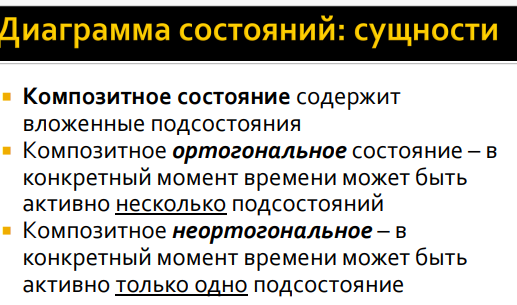 Диаграмма состояний: сущности
Композитное состояние содержит
вложенные подсостояния
Композитное ортогональное состояние – в
конкретный момент времени может быть
активно несколько подсостояний
Композитное неортогональное – в
конкретный момент времени может быть
активно только одно подсостояние